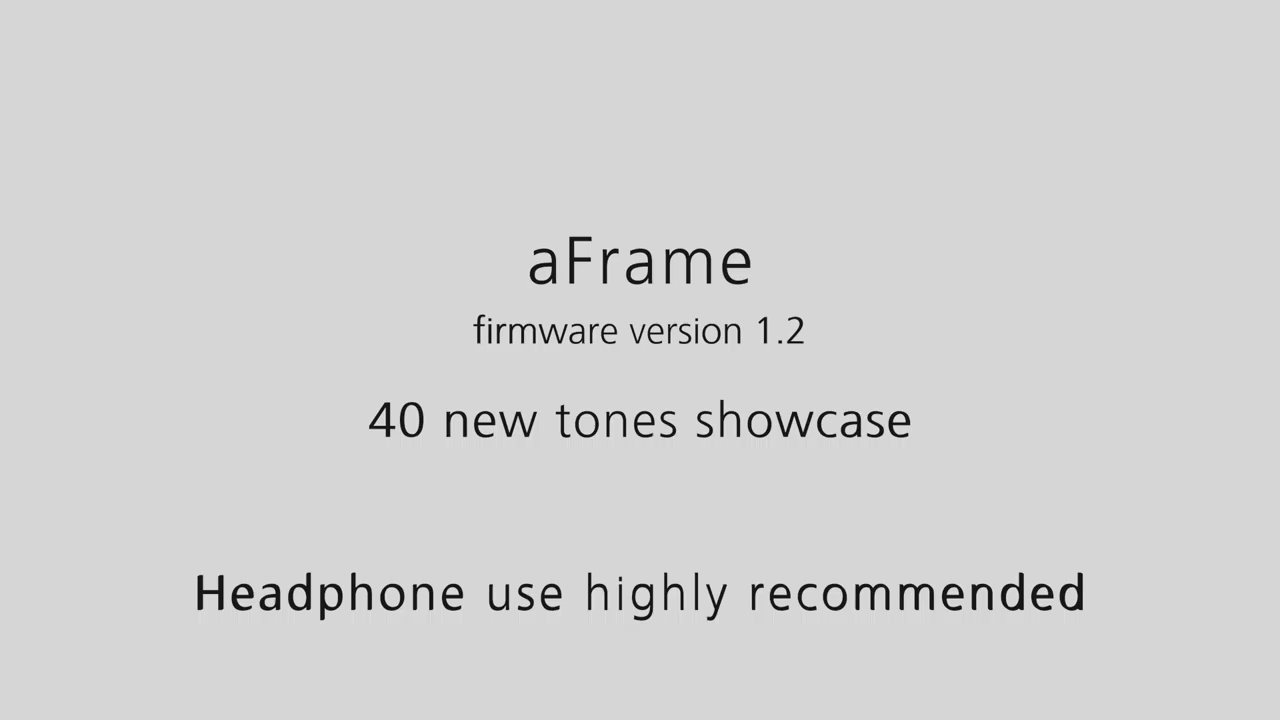 aFrame
firmware version 1.2
40 new tones showcase
Headphone use highly recommended